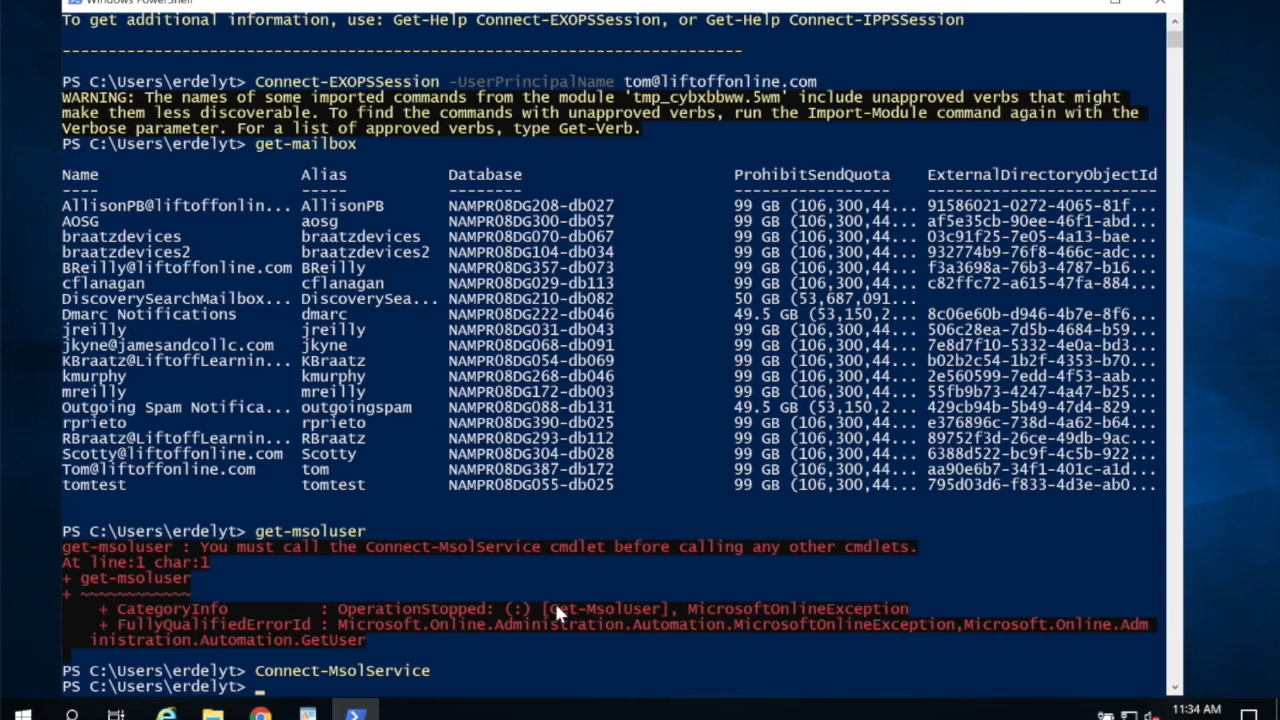 Windows PowerShell
To get additional information, use: Get-Help Connect-EXOPSSession, or Get-Help Connect-IPPSSession
--------------------------------------------------------------------------
PS C:\Users\erdelyt> Connect-EXOPSSession -UserPrincipalName tom@liftoffonline.com
WARNING: The names of some imported commands from the module 'tmp_cybxbbww.5wm' include unapproved verbs that might
make them less discoverable. To find the commands with unapproved verbs, run the Import-Module command again with the
Verbose parameter. For a list of approved verbs, type Get-Verb.
PS C:\Users\erdelyt> get-mailbox
Name Alias Database ProhibitSendQuota ExternalDirectoryObjectId
---- ----- -------- ----------------- -------------------------
AllisonPB@liftoffonlin... AllisonPB NAMPR08DG208-db027 99 GB (106,300,44... 91586021-0272-4065-81f...
AOSG aosg NAMPR08DG300-db057 99 GB (106,300,44... af5e35cb-90ee-46f1-abd...
braatzdevices braatzdevices NAMPR08DG070-db067 99 GB (106,300,44... 03c91f25-7e05-4a13-bae...
braatzdevices2 braatzdevices2 NAMPR08DG104-db034 99 GB (106,300,44... 932774b9-76f8-466c-adc...
BReilly@liftoffonline.com BReilly NAMPR08DG357-db073 99 GB (106,300,44... f3a3698a-76b3-4787-b16...
cflanagan cflanagan NAMPR08DG029-db113 99 GB (106,300,44... c82ffc72-a615-47fa-884...
DiscoverySearchMailbox... DiscoverySea... NAMPR08DG210-db082 50 GB (53,687,091...
Dmarc Notifications dmarc NAMPR08DG222-db046 49.5 GB (53,150,2... 8c06e60b-d946-4b7e-8f6...
jreilly jreilly NAMPR08DG031-db043 99 GB (106,300,44... 506c28ea-7d5b-4684-b59...
jkyne@jamesandcollc.com jkyne NAMPR08DG068-db091 99 GB (106,300,44... 7e8d7f10-5332-4e0a-bd3...
KBraatz@LiftoffLearnin... KBraatz NAMPR08DG054-db069 99 GB (106,300,44... b02b2c54-1b2f-4353-b70...
kmurphy kmurphy NAMPR08DG268-db046 99 GB (106,300,44... 2e560599-7edd-4f53-aab...
mreilly mreilly NAMPR08DG172-db003 99 GB (106,300,44... 55fb9b73-4247-4a47-b25...
Outgoing Spam Notifica... outgoingspam NAMPR08DG088-db131 49.5 GB (53,150,2... 429cb94b-5b49-47d4-829...
rprieto rprieto NAMPR08DG390-db025 99 GB (106,300,44... e376896c-738d-4a62-b64...
RBraatz@LiftoffLearnin... RBraatz NAMPR08DG293-db112 99 GB (106,300,44... 89752f3d-26ce-49db-9ac...
Scotty@liftoffonline.com Scotty NAMPR08DG304-db028 99 GB (106,300,44... 6388d522-bc9f-4c5b-922...
Tom@liftoffonline.com tom NAMPR08DG387-db172 99 GB (106,300,44... aa90e6b7-34f1-401c-a1d...
tomtest tomtest NAMPR08DG055-db025 99 GB (106,300,44... 795d03d6-f833-4d3e-ab0...
PS C:\Users\erdelyt> get-msoluser
get-msoluser : You must call the Connect-MsolService cmdlet before calling any other cmdlets.
At line:1 char:1
+ get-msoluser
+ ~~~~~~~~~~~~
+ CategoryInfo : OperationStopped: (:) [Get-MsolUser], MicrosoftOnlineException
+ FullyQualifiedErrorId : Microsoft.Online.Administration.Automation.MicrosoftOnlineException,Microsoft.Online.Adm
inistration.Automation.GetUser
PS C:\Users\erdelyt> Connect-MsolService
PS C:\Users\erdelyt> _
11:34 AM